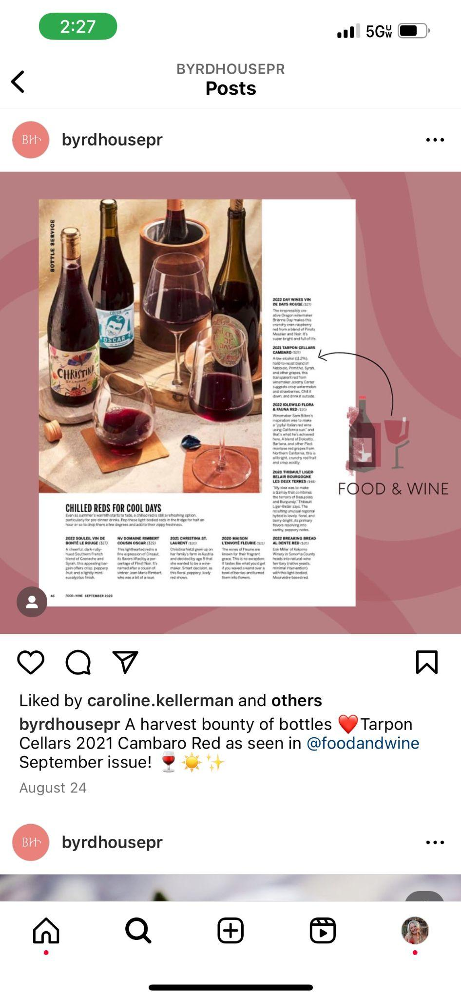 2:27
5GUW
BYRDHOUSEPR
Posts
BH
byrdhousepr
BOTTLE SERVICE
CHRISTINA
ST. LAURENT
COUSIN
OSCAR
2022 DAY WINES VIN
DE DAYS ROUGE ($27)
The irrepressibly cre-
ative Oregon winemaker
Brianne Day makes this
crunchy cran-raspberry
red from a blend of Pinots
Meunier and Noir. It's
super bright and full of life.
2021 TARPON CELLARS
CAMBARO ($28)
A low-alcohol (11.2%),
hard-to-resist blend of
Nebbiolo, Primitivo, Syrah,
and other grapes, this
transparent red from
winemaker Jeremy Carter
suggests crisp watermelon
and strawberries. Chill it
down, and drink it outside.
2022 IDLEWILD FLORA
& FAUNA RED ($30)
Winemaker Sam Bilbro's
inspiration was to make
a "joyful Italian red wine
using California sun," and
that's what he's achieved
here. A blend of Dolcetto,
Barbera, and other Pied-
montese red grapes from
Northern California, this is
all bright, crunchy red fruit
and crisp acidity.
2020 THIBAULT LIGER-
BELAIR BOURGOGNE
LES DEUX TERRES ($46)
"My idea was to make
a Gamay that combines
the terroirs of Beaujolais
and Burgundy," Thibault
Liger-Belair says. The
resulting unusual regional
hybrid is lovely, floral, and
berry-bright, its primary
flavors resolving into
earthy, peppery notes.
FOOD & WINE
CHILLED REDS FOR COOL DAYS
Even as summer's warmth starts to fade, a chilled red is still a refreshing option,
particularly for pre-dinner drinks. Pop these light-bodied reds in the fridge for half an
hour or so to drop them a few degrees and add to their zippy freshness.
2022 SOULEIL VIN DE
BONTÉ LE ROUGE ($17)
A cheerful, dark-ruby-
hued Southern French
blend of Grenache and
Syrah, this appealing bar-
gain offers crisp, peppery
fruit and a lightly mint-
eucalyptus finish.
NV DOMAINE RIMBERT
COUSIN OSCAR ($19)
This lighthearted red is a
fine expression of Cinsaut,
its flavors lifted by a per-
centage of Pinot Noir. It's
named after a cousin of
vintner Jean-Marie Rimbert,
who was a bit of a roué.
2021 CHRISTINA ST.
LAURENT ($20)
Christina Netzl grew up on
her family's farm in Austria
and decided by age 5 that
she wanted to be a wine-
maker. Smart decision, as
this floral, peppery, lively
red shows.
2020 MAISON
L'ENVOYÉ FLEURIE ($21)
The wines of Fleurie are
known for their fragrant
grace. This is no exception:
It tastes like what you'd get
if you waved a wand over a
bowl of berries and turned
them into flowers.
2022 BREAKING BREAD
AL DENTE RED ($30)
Erik Miller of Kokomo
Winery in Sonoma County
heads into natural-wine
territory (native yeasts,
minimal intervention)
with this light-bodied,
Mourvèdre-based red.
46 FOOD & WINE SEPTEMBER 2023
Liked by caroline.kellerman and others
byrdhousepr A harvest bounty of bottles ❤️Tarpon
Cellars 2021 Cambaro Red as seen in @foodandwine
September issue! 🍷☀️✨
August 24
BH
byrdhousepr